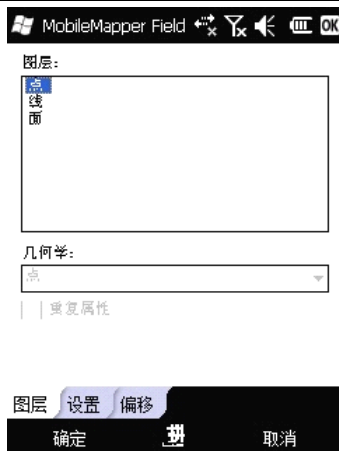 MobileMapper Field OK
图层:
点
线
面
几何学:
点
重复属性
图层 设置 偏移
确定 拼 取消